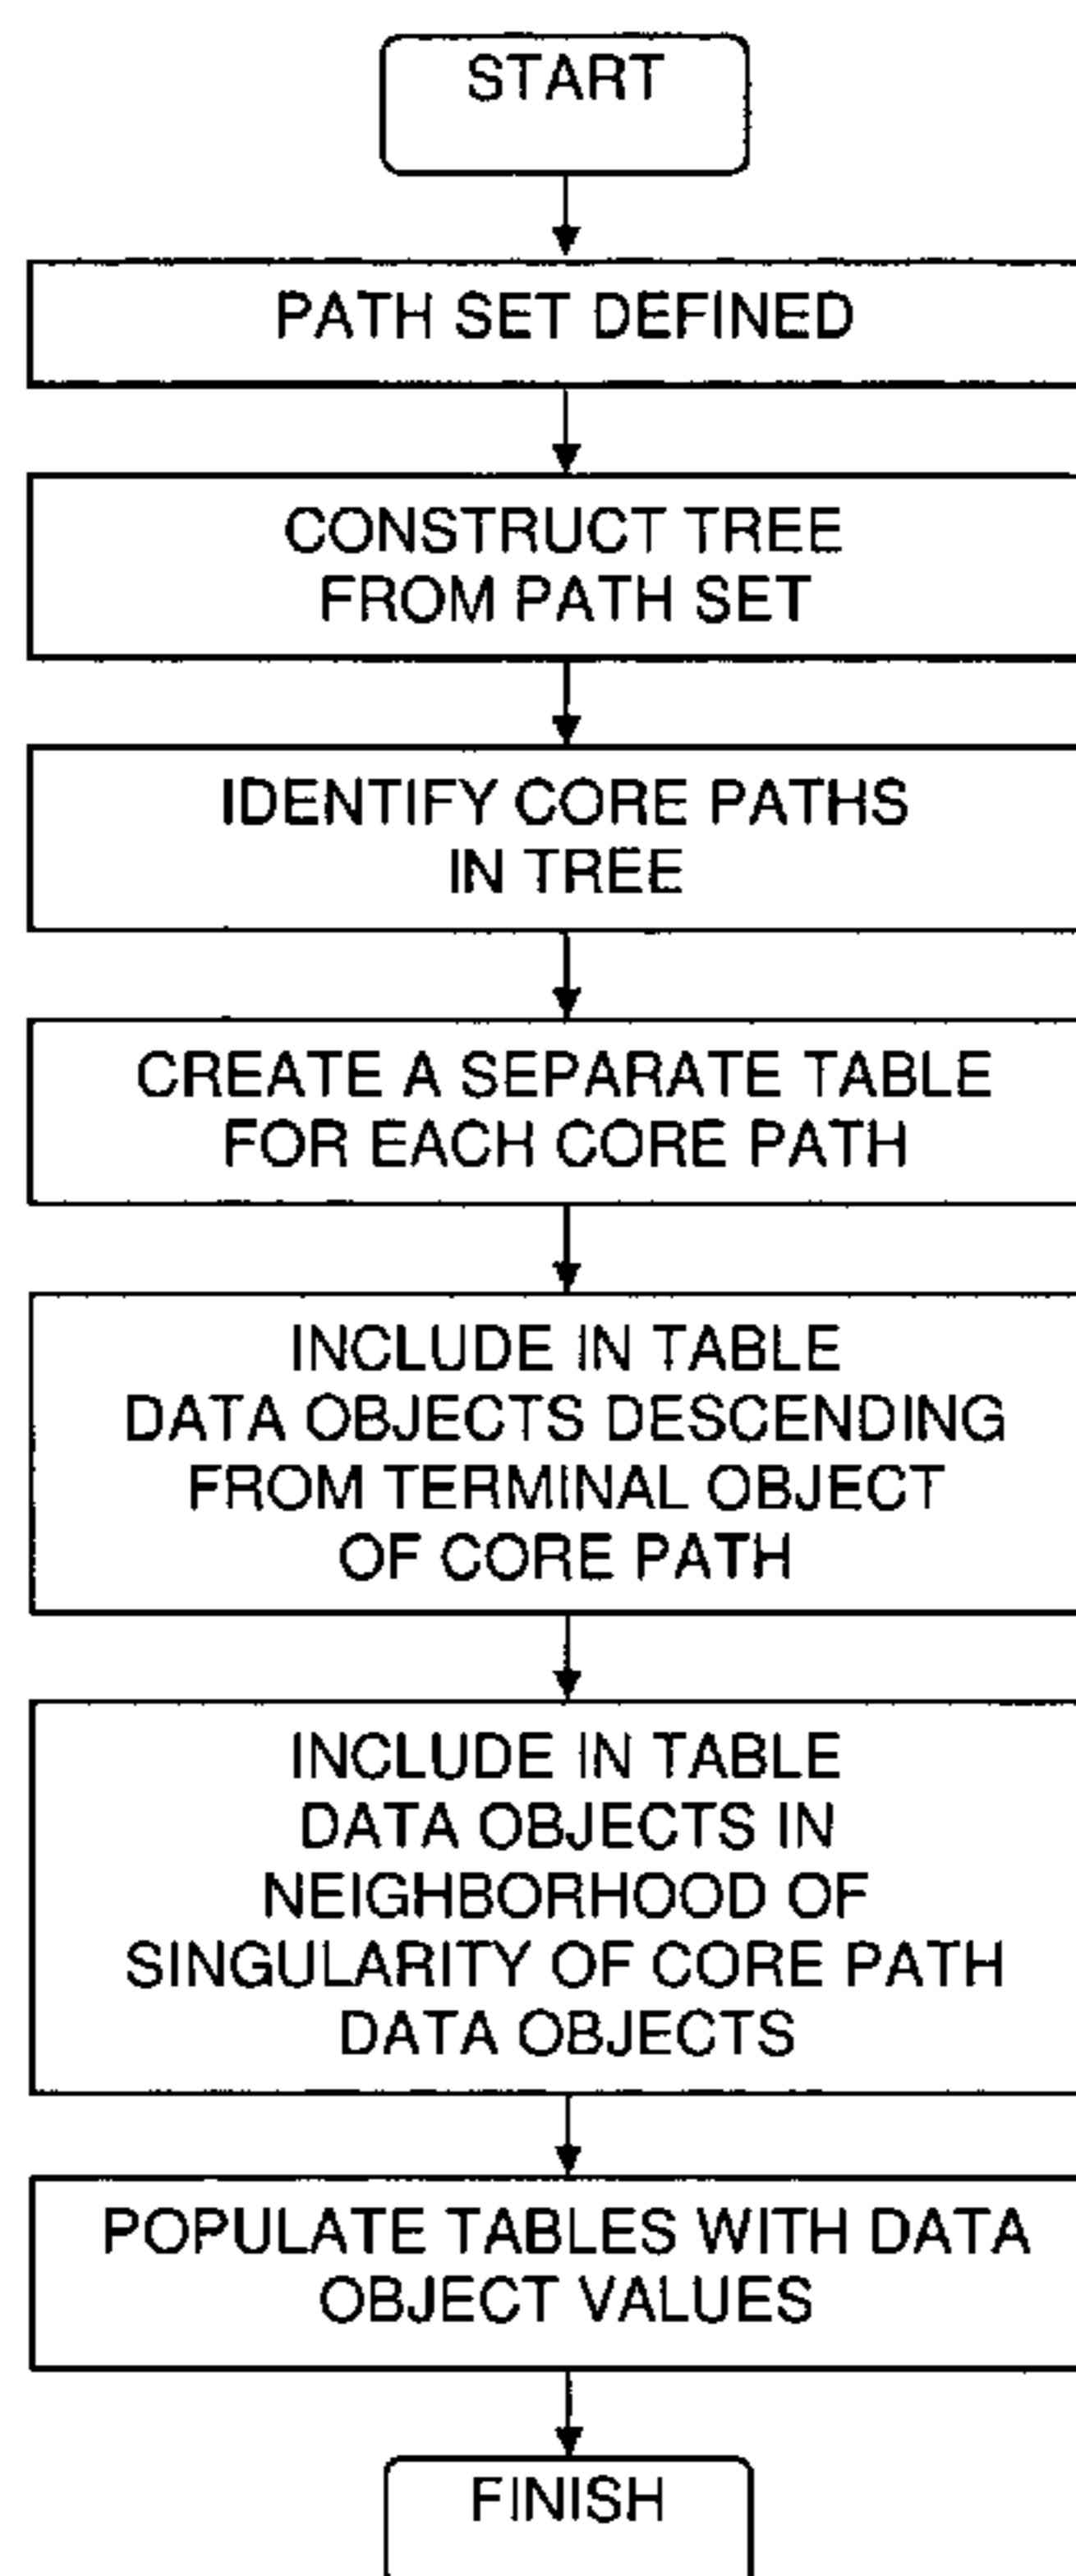 START
PATH SET DEFINED
CONSTRUCT TREE
FROM PATH SET
IDENTIFY CORE PATHS
IN TREE
CREATE A SEPARATE TABLE
FOR EACH CORE PATH
INCLUDE IN TABLE
DATA OBJECTS DESCENDING
FROM TERMINAL OBJECT
OF CORE PATH
INCLUDE IN TABLE
DATA OBJECTS IN
NEIGHBORHOOD OF
SINGULARITY OF CORE PATH
DATA OBJECTS
POPULATE TABLES WITH DATA
OBJECT VALUES
FINISH